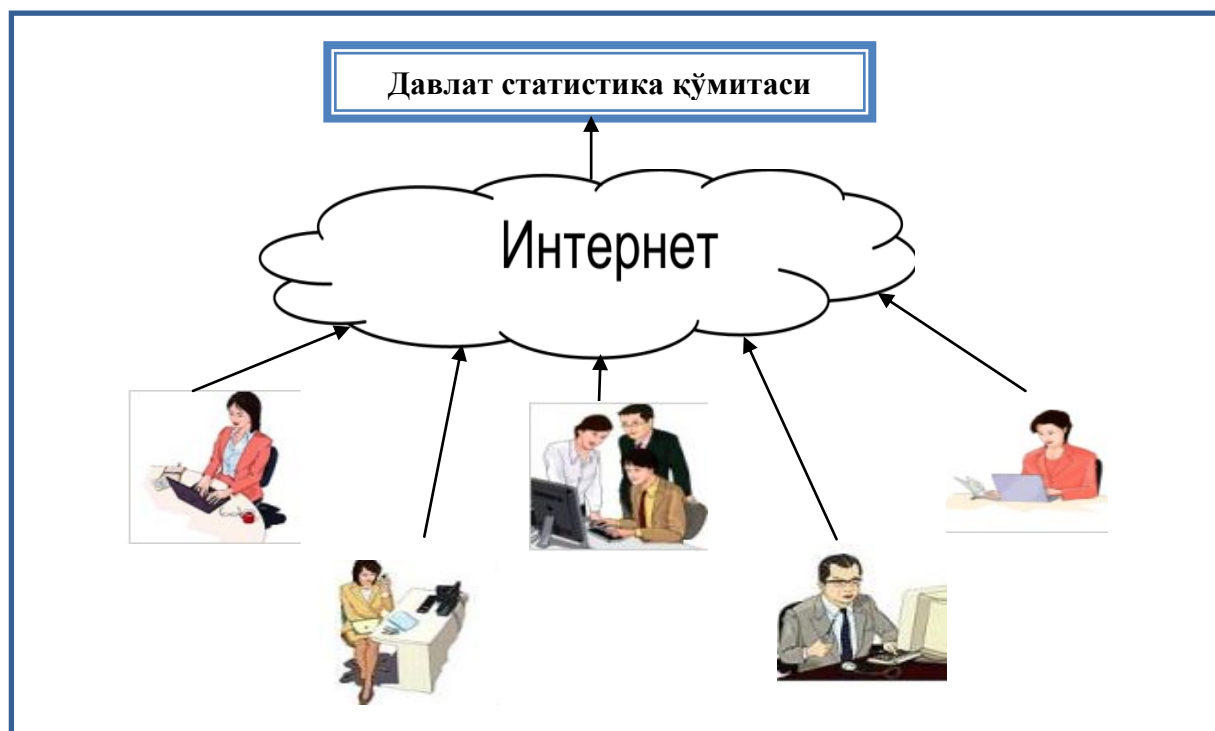 Давлат статистика қўмитаси
Интернет